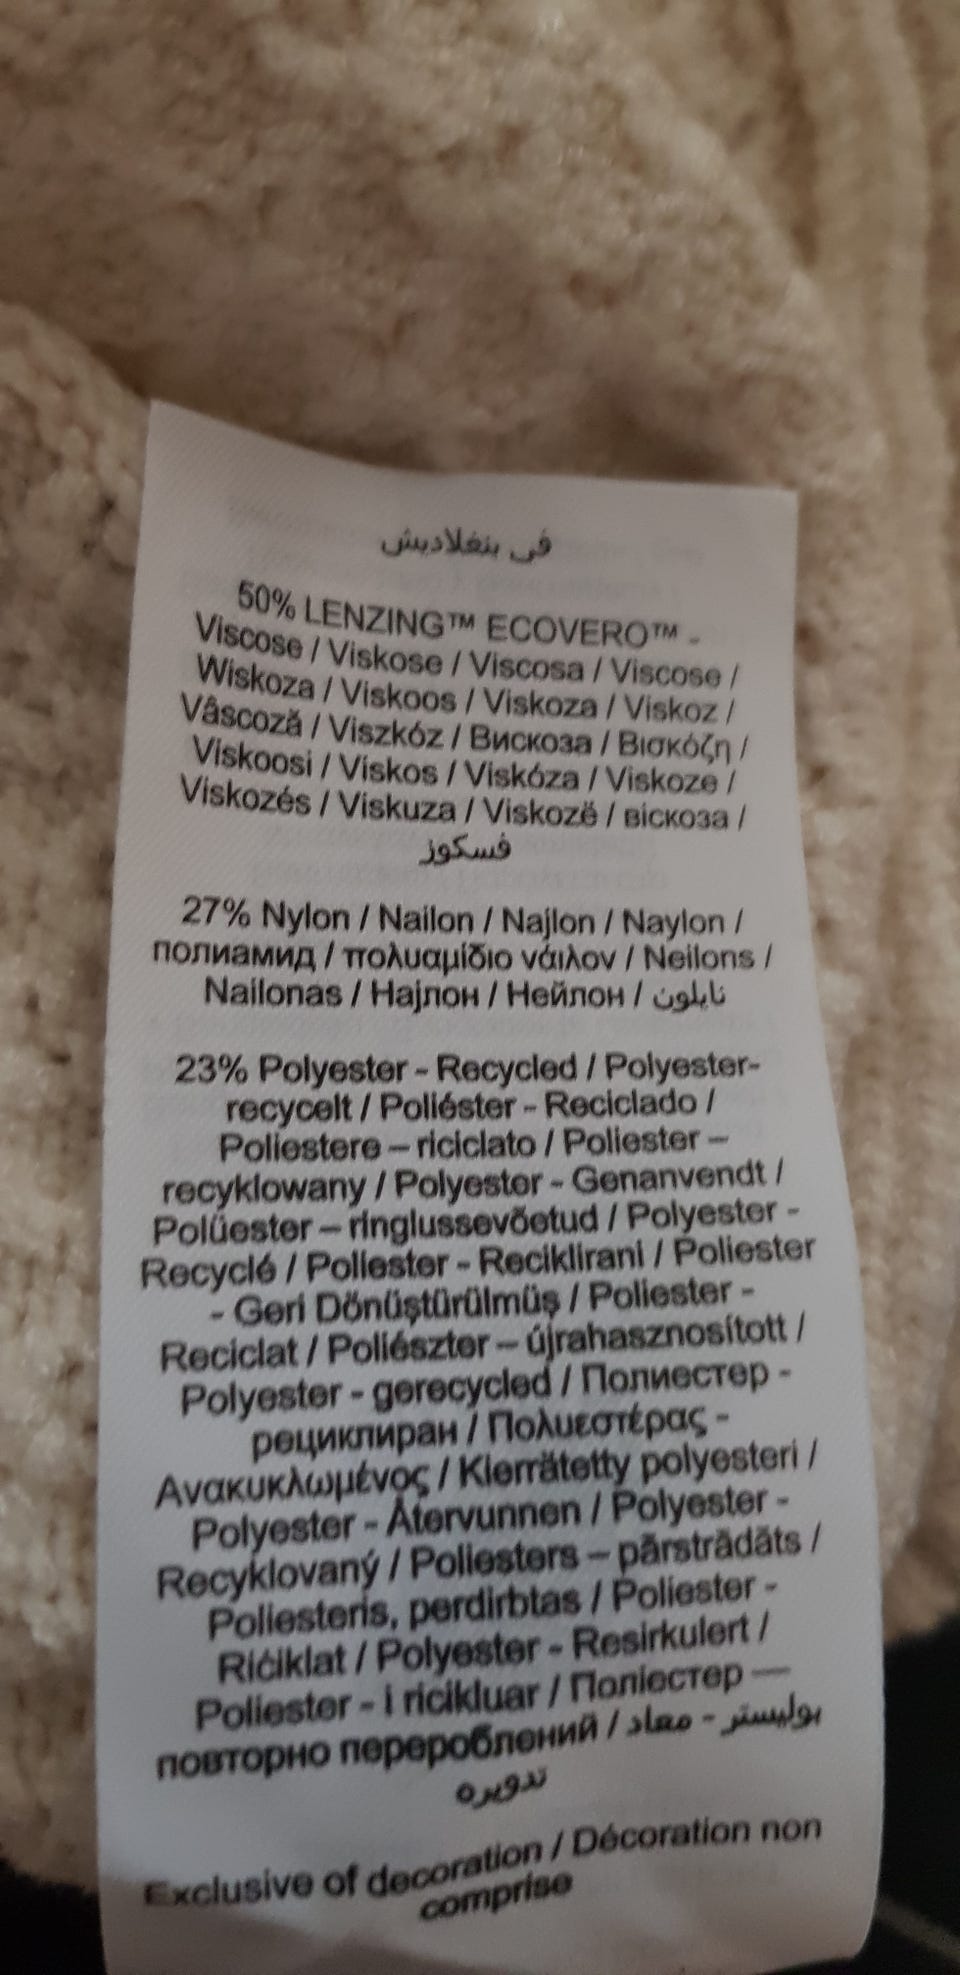 في بنغلاديش
50% LENZING™ ECOVERO™ -
Viscose / Viskose / Viscosa / Viscose /
Wiskoza / Viskoos / Viskoza / Viskoz /
Vâscoză / Viszkóz / Вискоза / Βισκόζη /
Viskoosi / Viskos / Viskóza / Viskoze /
Viskozés / Viskuza / Viskozë / віскоза /
فسكوز
27% Nylon / Nailon / Najlon / Naylon /
полиамид / πολυαμίδιο νάιλον / Neilons /
Nailonas / Најлон / Нейлон / نايلون
23% Polyester - Recycled / Polyester-
recycelt / Poliéster - Reciclado /
Poliestere – riciclato / Poliester –
recyklowany / Polyester - Genanvendt /
Polüester – ringlussevõetud / Polyester -
Recyclé / Poliester - Reciklirani / Poliester
- Geri Dönüştürülmüş / Poliester -
Reciclat / Poliészter – újrahasznosított /
Polyester - gerecycled / Полиестер -
рециклиран / Πολυεστέρας -
Ανακυκλωμένος / Kierrätetty polyesteri /
Polyester - Återvunnen / Polyester -
Recyklovaný / Poliesters – pārstrādāts /
Poliesteris, perdirbtas / Poliester -
Riċiklat / Polyester - Resirkulert /
Poliester - i ricikluar / Поліестер —
повторно перероблений / بوليستر - معاد
تدويره
Exclusive of decoration / Décoration non
comprise